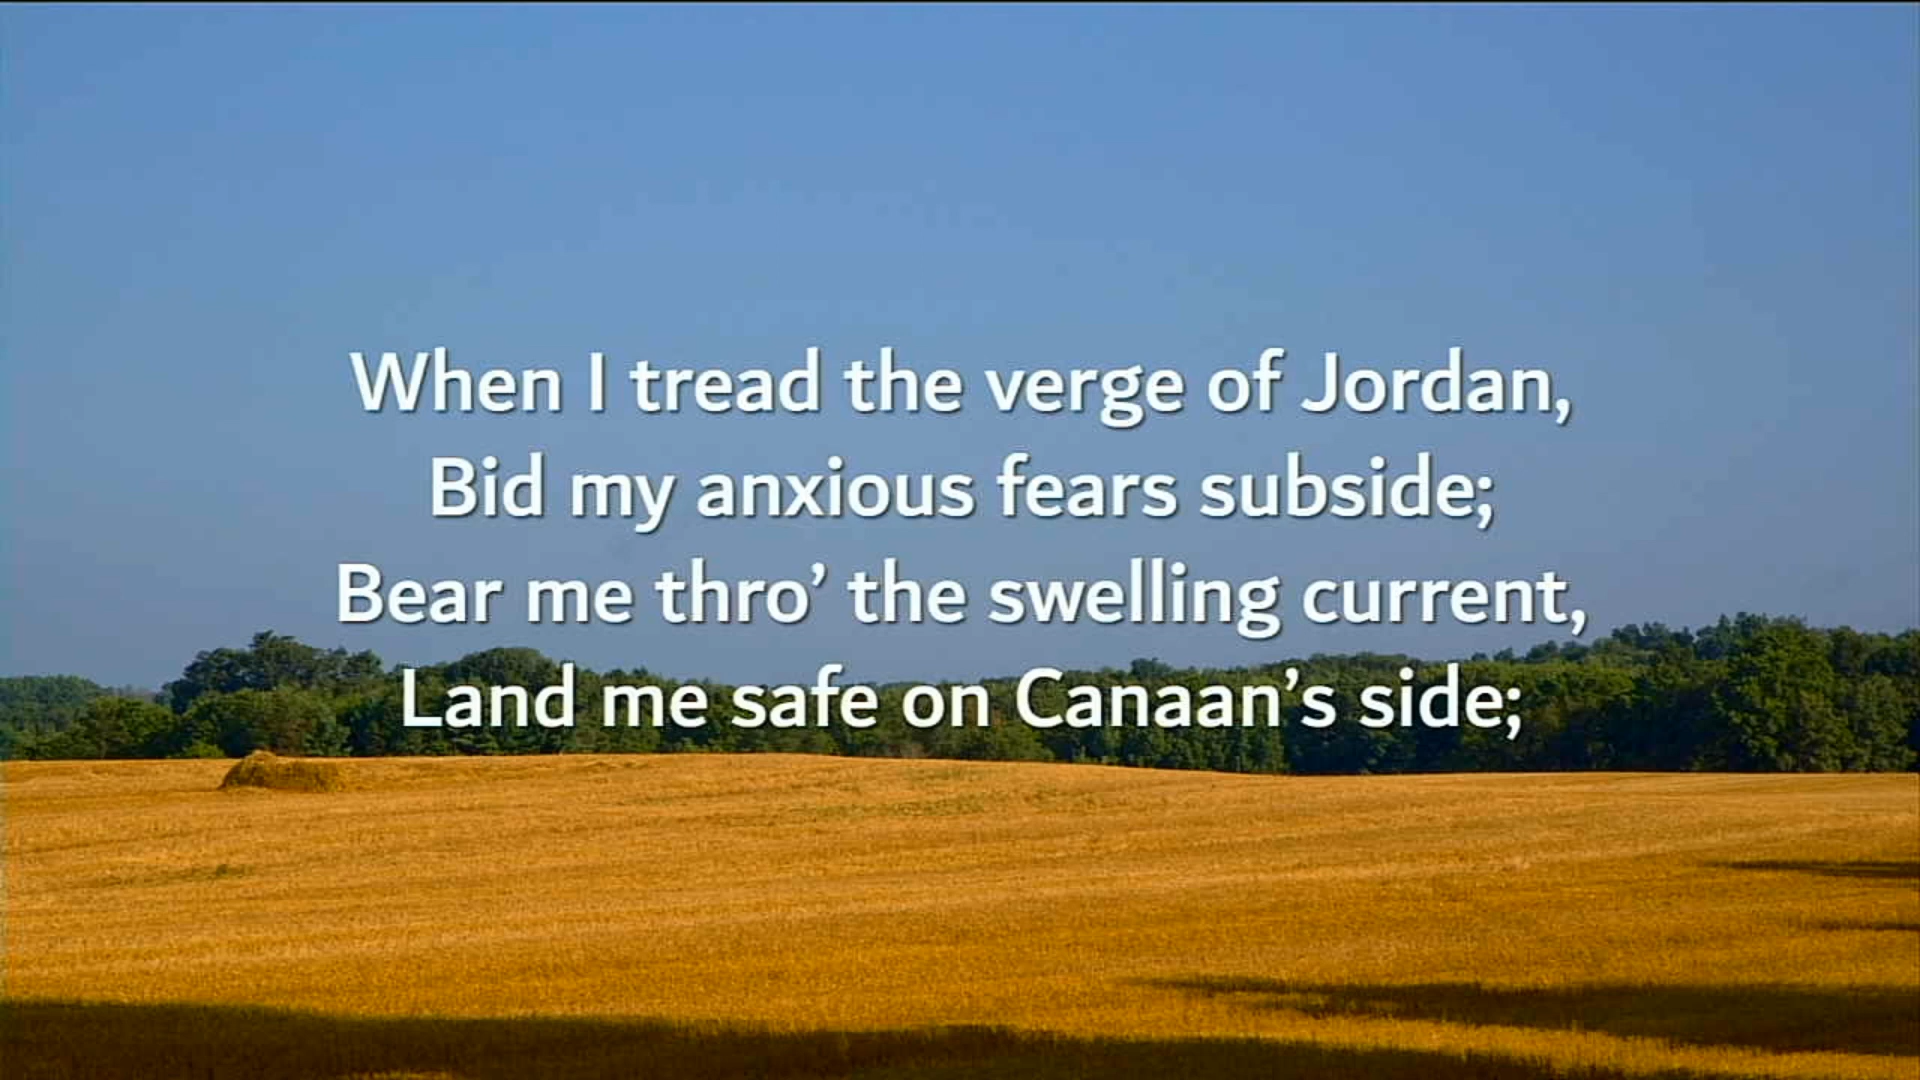 When I tread the verge of Jordan,
Bid my anxious fears subside;
Bear me thro’ the swelling current,
Land me safe on Canaan’s side;